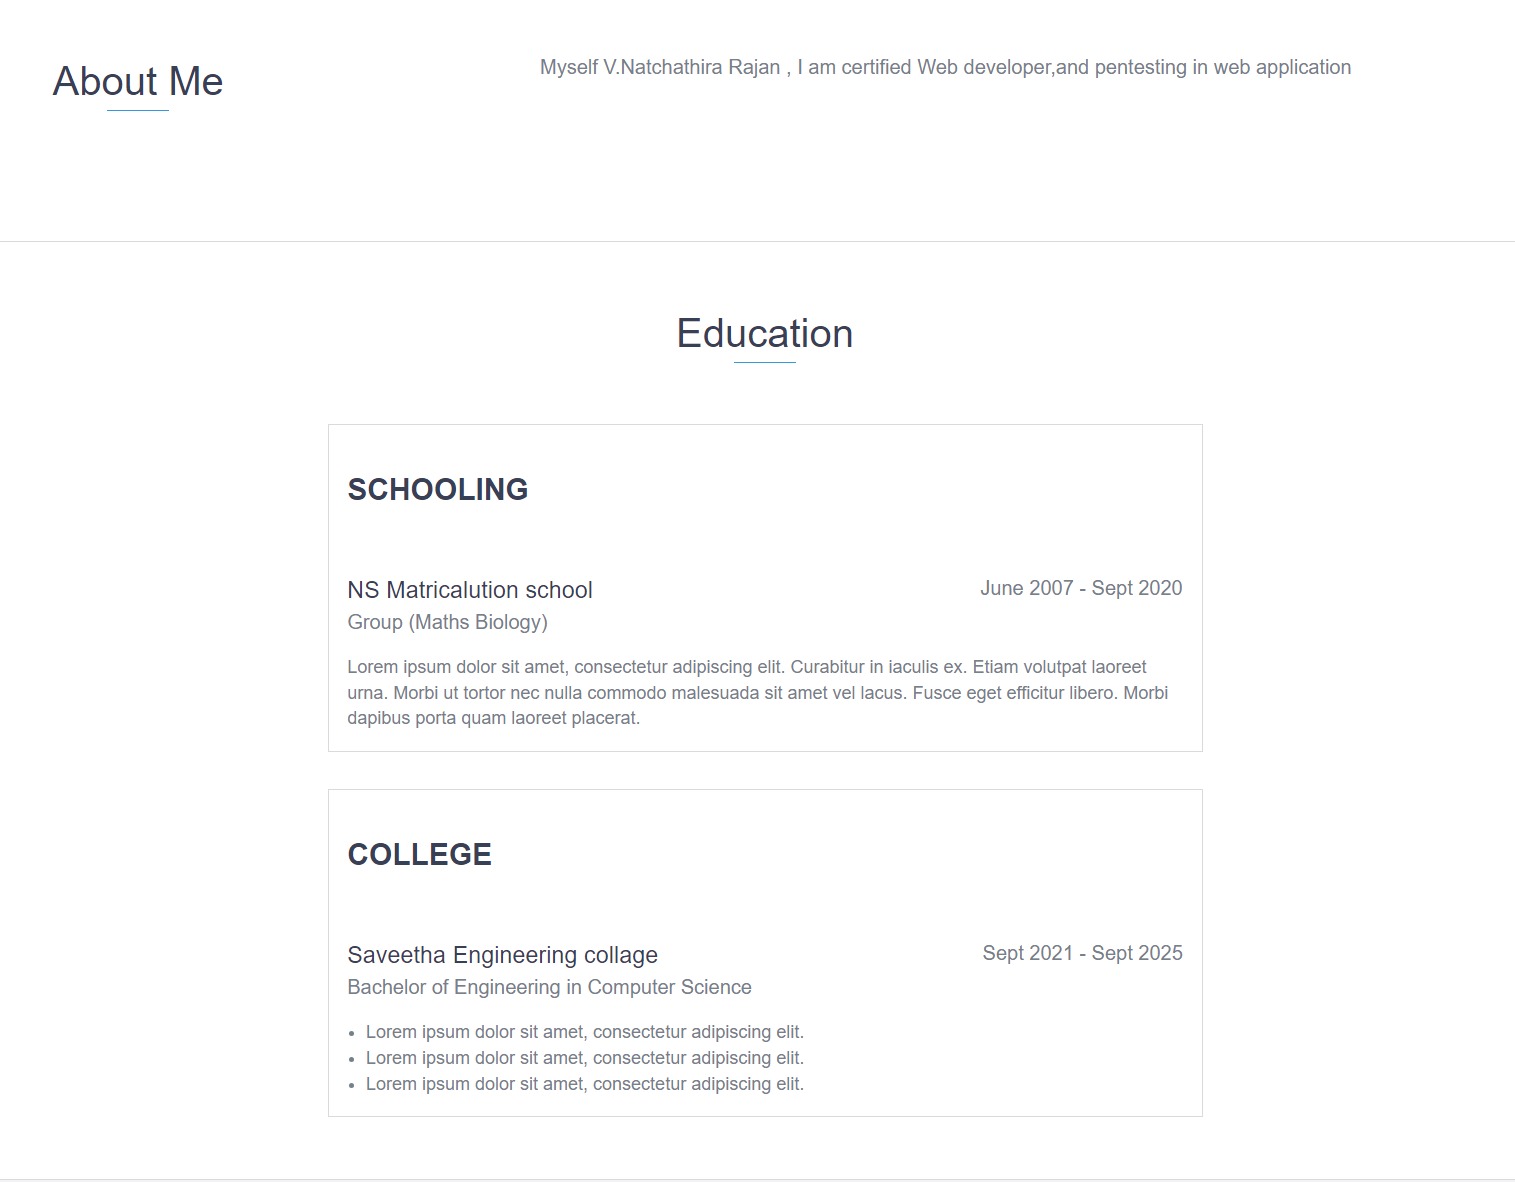 About Me
Myself V.Natchathira Rajan , I am certified Web developer,and pentesting in web application
Education
SCHOOLING
NS Matricalution school
June 2007 - Sept 2020
Group (Maths Biology)
Lorem ipsum dolor sit amet, consectetur adipiscing elit. Curabitur in iaculis ex. Etiam volutpat laoreet
urna. Morbi ut tortor nec nulla commodo malesuada sit amet vel lacus. Fusce eget efficitur libero. Morbi
dapibus porta quam laoreet placerat.
COLLEGE
Saveetha Engineering collage
Sept 2021 - Sept 2025
Bachelor of Engineering in Computer Science
• Lorem ipsum dolor sit amet, consectetur adipiscing elit.
• Lorem ipsum dolor sit amet, consectetur adipiscing elit.
• Lorem ipsum dolor sit amet, consectetur adipiscing elit.